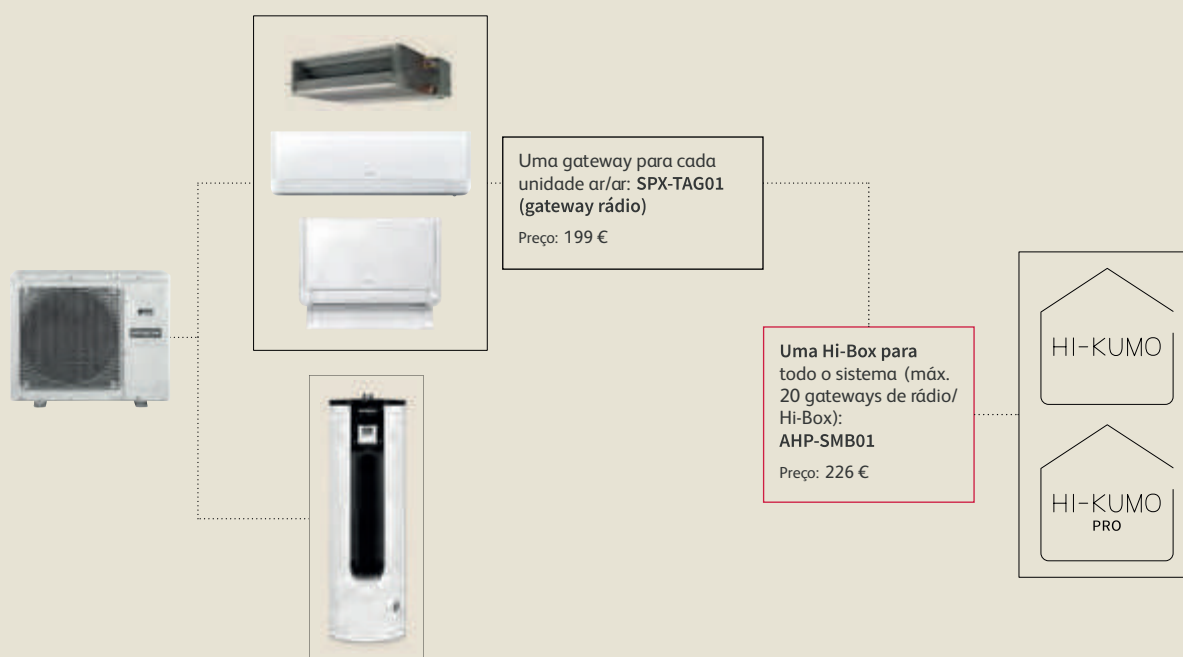 Uma gateway para cada
unidade ar/ar: SPX-TAG01
(gateway rádio)
Preço: 199 €
Uma Hi-Box para
todo o sistema (máx.
20 gateways de rádio/
Hi-Box):
AHP-SMB01
Preço: 226 €
HI-KUMO
HI-KUMO
PRO